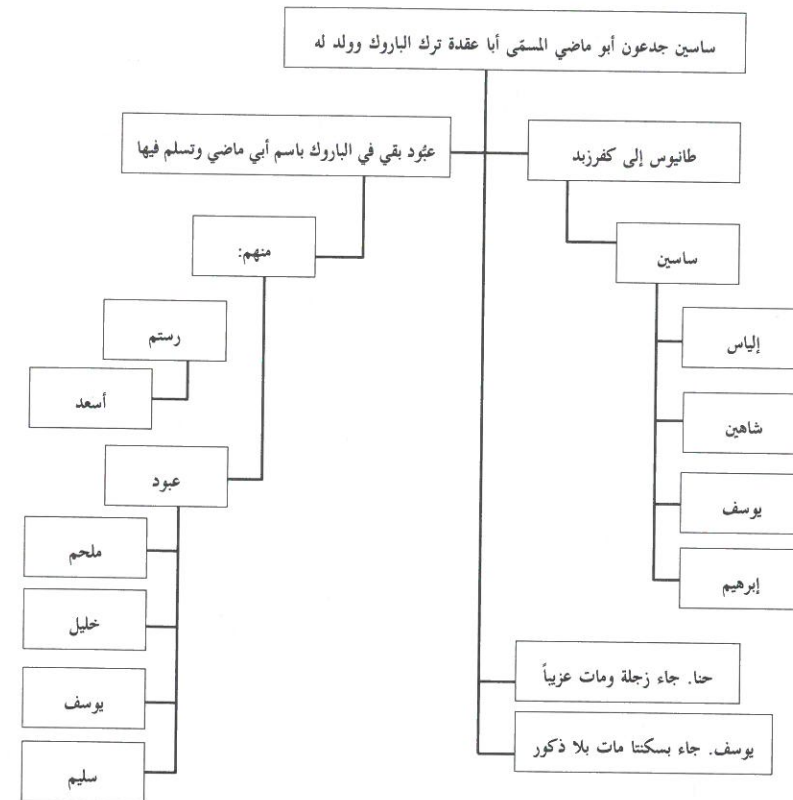 ساسين جدعون أبو ماضي المسمّى أبا عقدة ترك الباروك وولد له
طانيوس إلى كفرزبد
عبُّود بقي في الباروك باسم أبي ماضي وتسلم فيها
ساسين
إلياس
شاهين
يوسف
إبرهيم
منهم:
رستم
أسعد
عبود
ملحم
خليل
يوسف
سليم
حنا. جاء زجلة ومات عزيباً
يوسف. جاء بسكنتا مات بلا ذكور